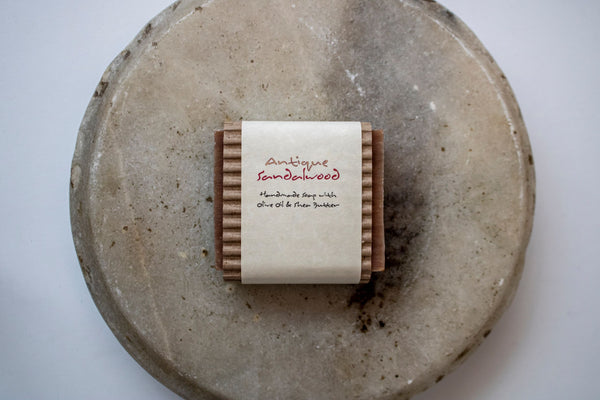 Antique
Sandalwood
Handmade Soap with
Olive Oil & Shea Butter